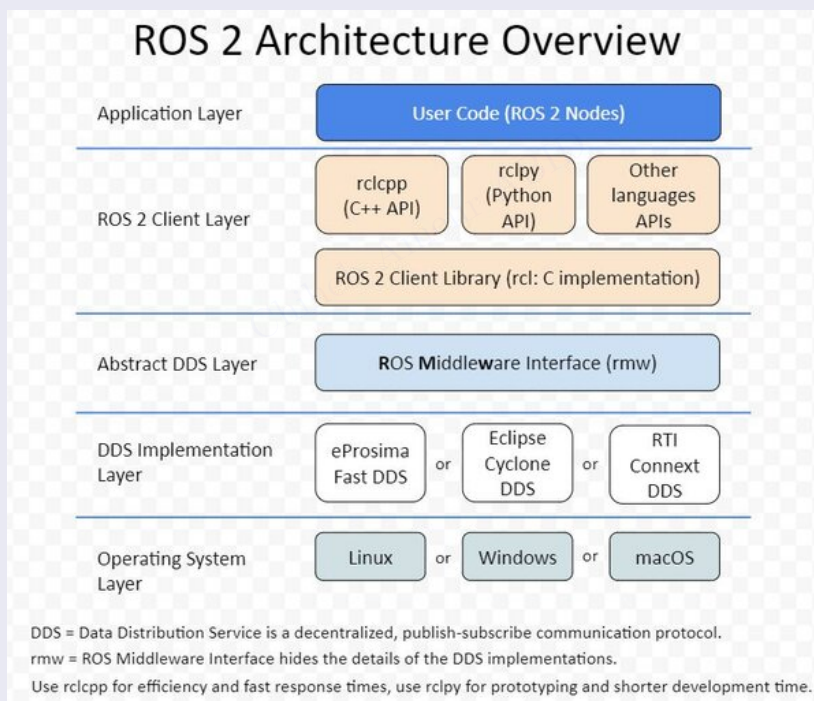 ROS 2 Architecture Overview
Application Layer
User Code (ROS 2 Nodes)
ROS 2 Client Layer
rclcpp
(C++ API)
rclpy
(Python
API)
Other
languages
APIs
ROS 2 Client Library (rcl: C implementation)
Abstract DDS Layer
ROS Middleware Interface (rmw)
DDS Implementation
Layer
eProsima
Fast DDS
or
Eclipse
Cyclone
DDS
or
RTI
Connext
DDS
Operating System
Layer
Linux
or
Windows
or
macOS
DDS = Data Distribution Service is a decentralized, publish-subscribe communication protocol.
rmw = ROS Middleware Interface hides the details of the DDS implementations.
Use rclcpp for efficiency and fast response times, use rclpy for prototyping and shorter development time.